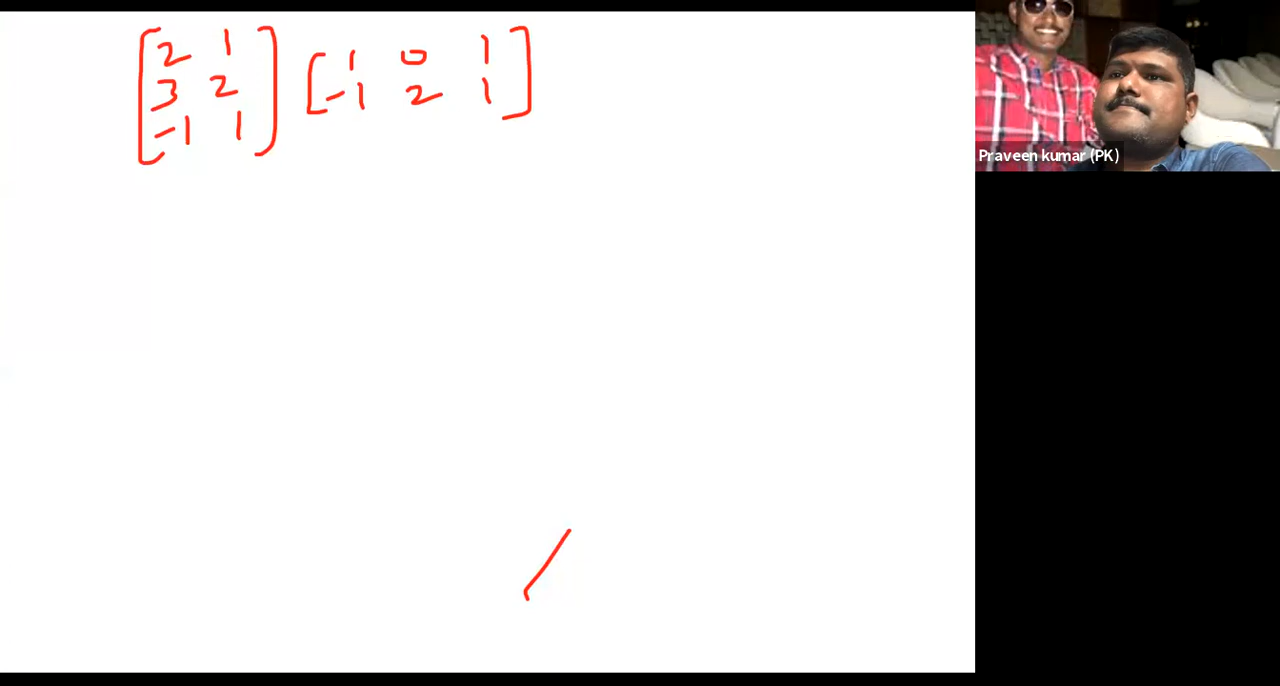 [2 1] [1 0 1]
[3 2] [-1 2 1]
[-1 1]
Praveen kumar (PK)